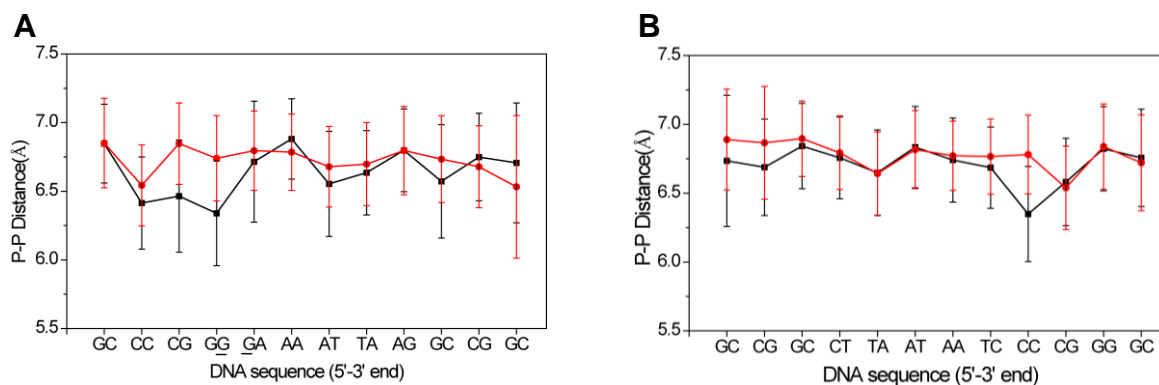 A
B
7.5
7.0
6.5
6.0
5.5
P-P Distance(Å)
GC CC CG GG GA AA AT TA AG GC CG GC
DNA sequence (5'-3' end)
7.5
7.0
6.5
6.0
5.5
P-P Distance(Å)
GC CG GC CT TA AT AA TC CC CG GG GC
DNA sequence (5'-3' end)